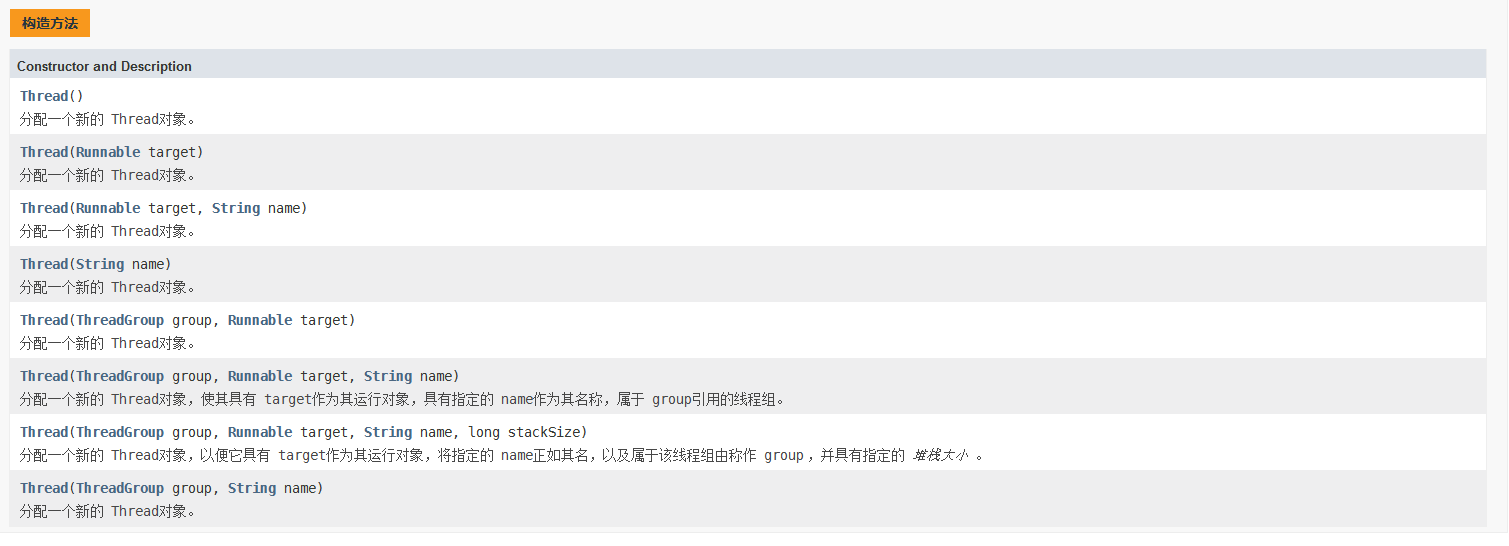 构造方法
Constructor and Description
Thread()
分配一个新的 Thread对象。
Thread(Runnable target)
分配一个新的 Thread对象。
Thread(Runnable target, String name)
分配一个新的 Thread对象。
Thread(String name)
分配一个新的 Thread对象。
Thread(ThreadGroup group, Runnable target)
分配一个新的 Thread对象。
Thread(ThreadGroup group, Runnable target, String name)
分配一个新的 Thread对象，使其具有 target作为其运行对象，具有指定的 name作为其名称，属于 group引用的线程组。
Thread(ThreadGroup group, Runnable target, String name, long stackSize)
分配一个新的 Thread对象，以便它具有 target作为其运行对象，将指定的 name正如其名，以及属于该线程组由称作 group ，并具有指定的 堆栈大小 。
Thread(ThreadGroup group, String name)
分配一个新的 Thread对象。